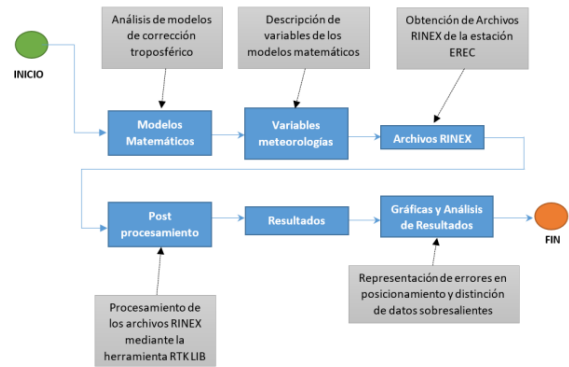 Análisis de modelos
de corrección
troposférico
Descripción de
variables de los
modelos matemáticos
Obtención de Archivos
RINEX de la estación
EREC
INICIO
Modelos
Matemáticos
Variables
meteorologías
Archivos RINEX
Post
procesamiento
Resultados
Gráficas y Análisis
de Resultados
FIN
Procesamiento de
los archivos RINEX
mediante la
herramienta RTKLIB
Representación de errores en
posicionamiento y distinción
de datos sobresalientes